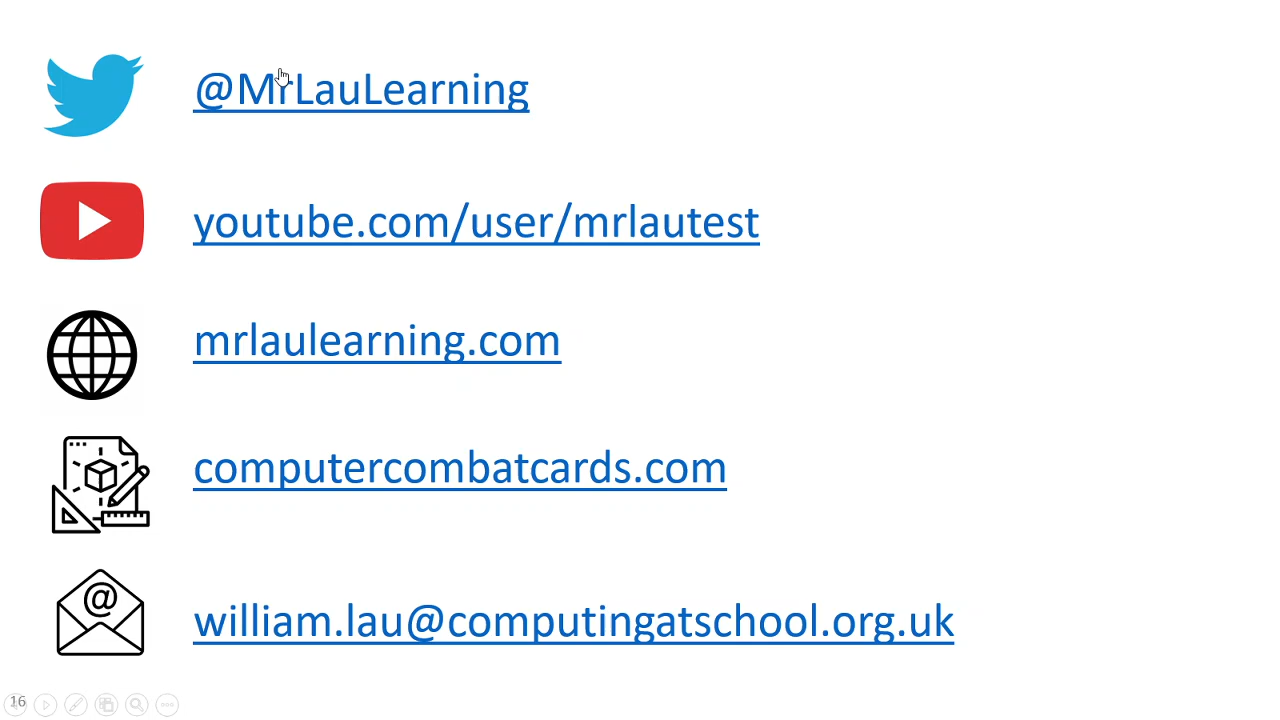 @MrLauLearning
youtube.com/user/mrlautest
mrlaulearning.com
computercombatcards.com
@
william.lau@computingatschool.org.uk
16